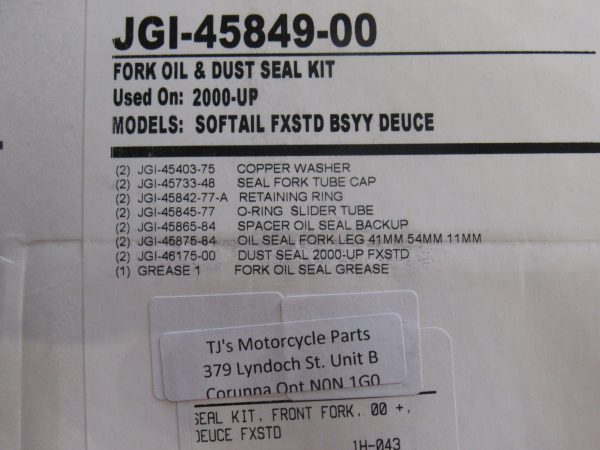 JGI-45849-00
FORK OIL & DUST SEAL KIT
Used On: 2000-UP
MODELS: SOFTAIL FXSTD BSYY DEUCE
(2) JGI-45403-75 COPPER WASHER
(2) JGI-45733-48 SEAL FORK TUBE CAP
(2) JGI-45842-77-A RETAINING RING
(2) JGI-45845-77 O-RING SLIDER TUBE
(2) JGI-45865-84 SPACER OIL SEAL BACKUP
(2) JGI-45875-84 OIL SEAL FORK LEG 41MM 54MM 11MM
(2) JGI-46175-00 DUST SEAL 2000-UP FXSTD
(1) GREASE 1 FORK OIL SEAL GREASE
TJ's Motorcycle Parts
379 Lyndoch St. Unit B
Corunna Ont N0N 1G0
SEAL KIT, FRONT FORK, 00 +,
DEUCE FXSTD
1H-043